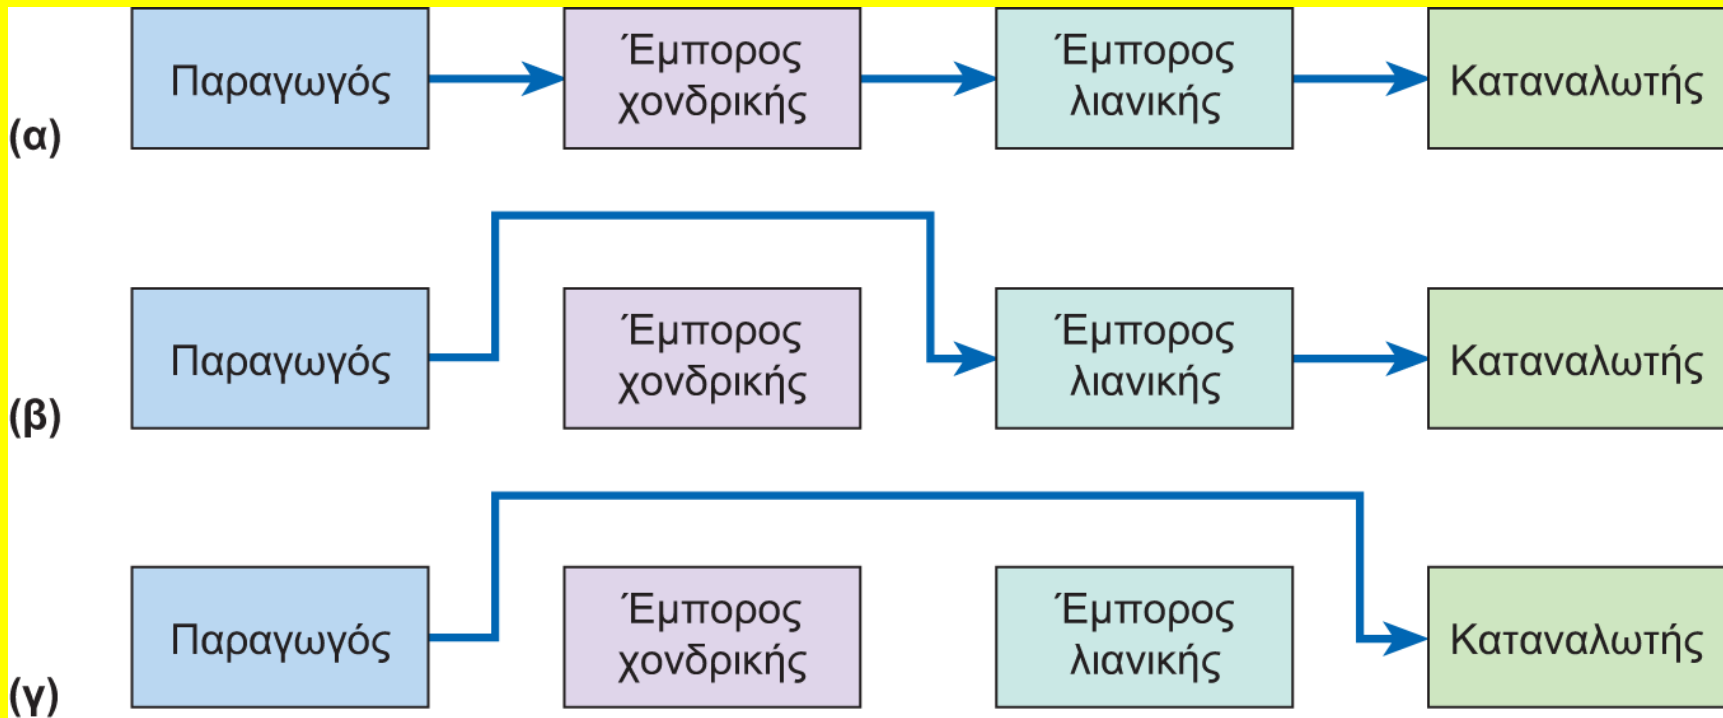 Παραγωγός
Έμπορος
χονδρικής
Έμπορος
λιανικής
Καταναλωτής
(α)
Παραγωγός
Έμπορος
χονδρικής
Έμπορος
λιανικής
Καταναλωτής
(β)
Παραγωγός
Έμπορος
χονδρικής
Έμπορος
λιανικής
Καταναλωτής
(γ)